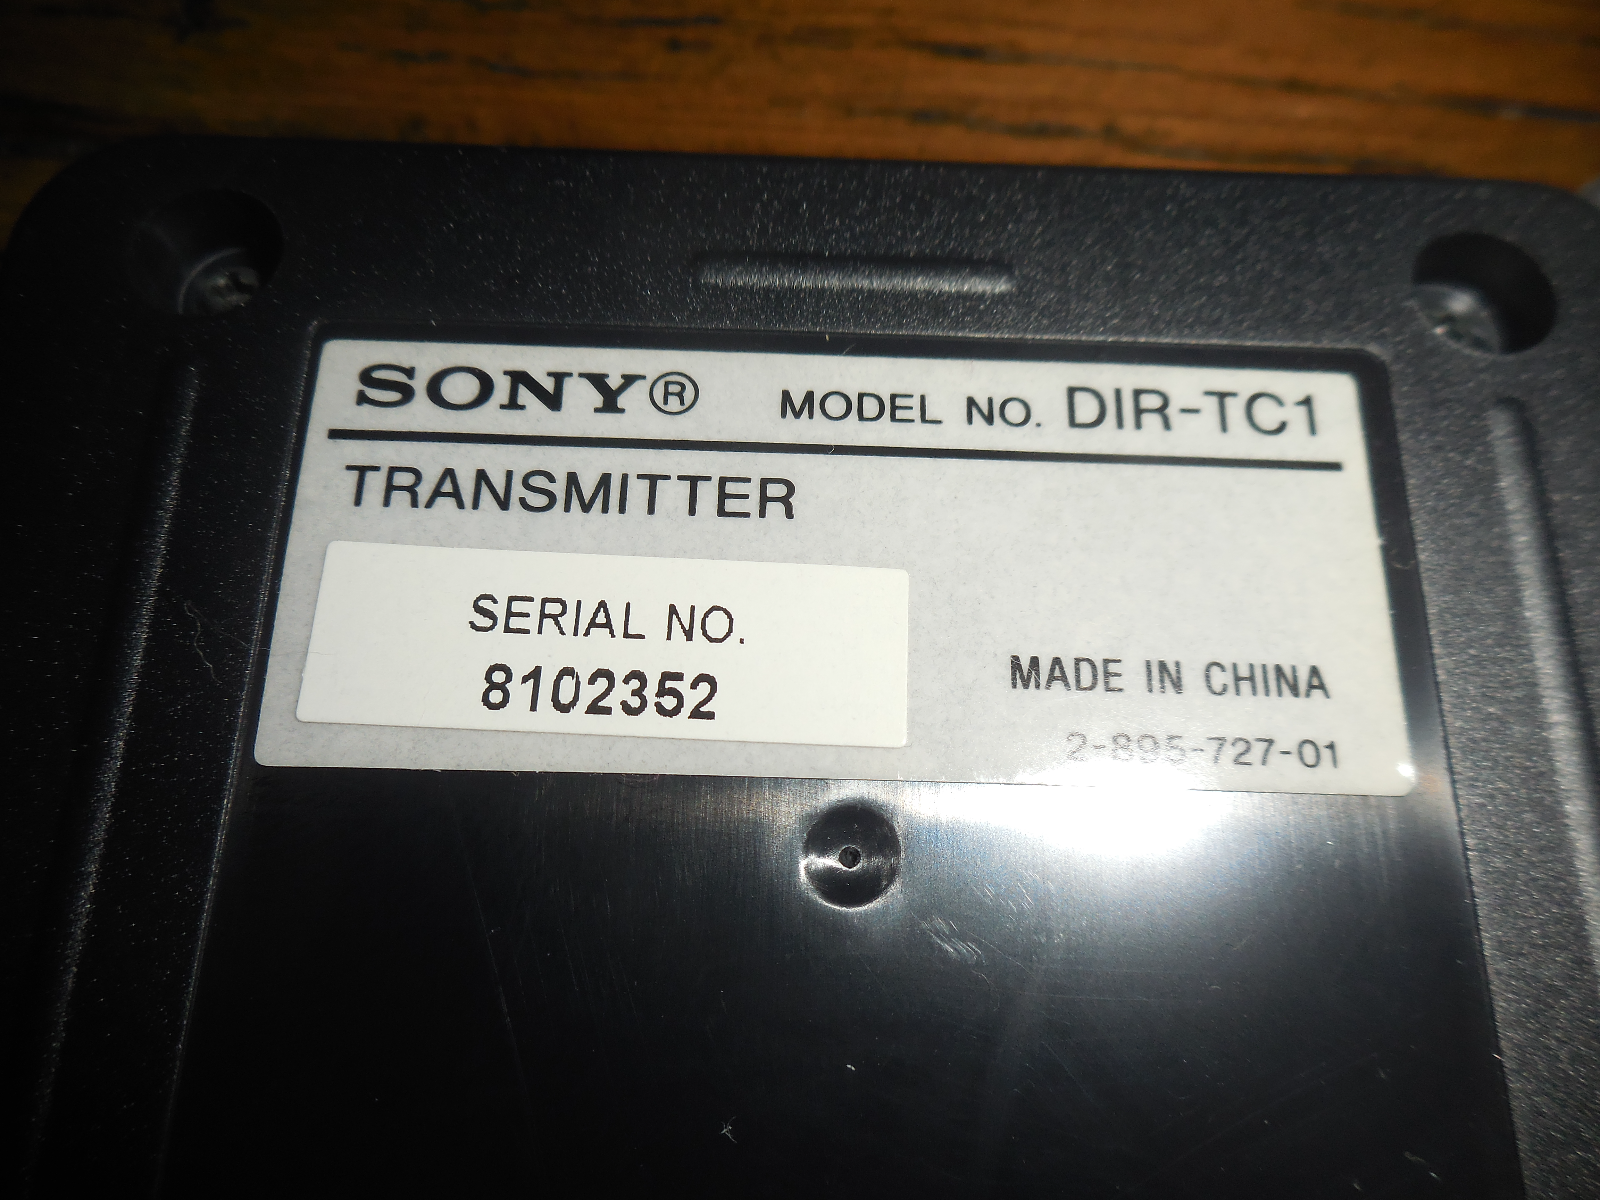 SONY® MODEL NO. DIR-TC1
TRANSMITTER
SERIAL NO.
8102352
MADE IN CHINA
2-895-727-01